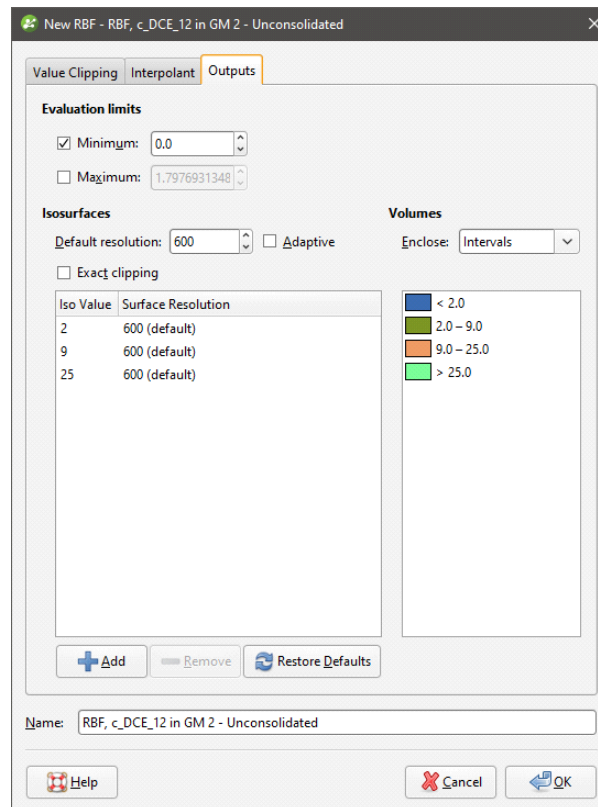 New RBF - RBF, c_DCE_12 in GM 2 - Unconsolidated
Value Clipping Interpolant Outputs
Evaluation limits
Minimum: 0.0
Maximum: 1.7976931348
Isosurfaces
Volumes
Default resolution: 600 Adaptive
Enclose: Intervals
Exact clipping
Iso Value Surface Resolution
2 600 (default)
9 600 (default)
25 600 (default)
< 2.0
2.0 – 9.0
9.0 – 25.0
> 25.0
Add Remove Restore Defaults
Name: RBF, c_DCE_12 in GM 2 - Unconsolidated
Help Cancel OK